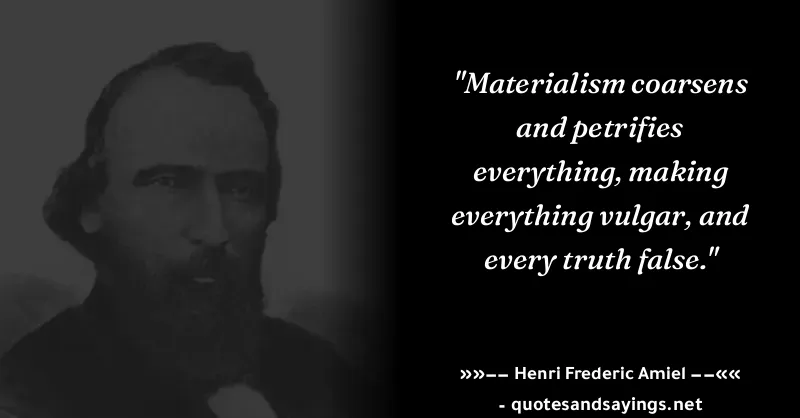 "Materialism coarsens
and petrifies
everything, making
everything vulgar, and
every truth false."
»»–– Henri Frederic Amiel ––««
- quotesandsayings.net